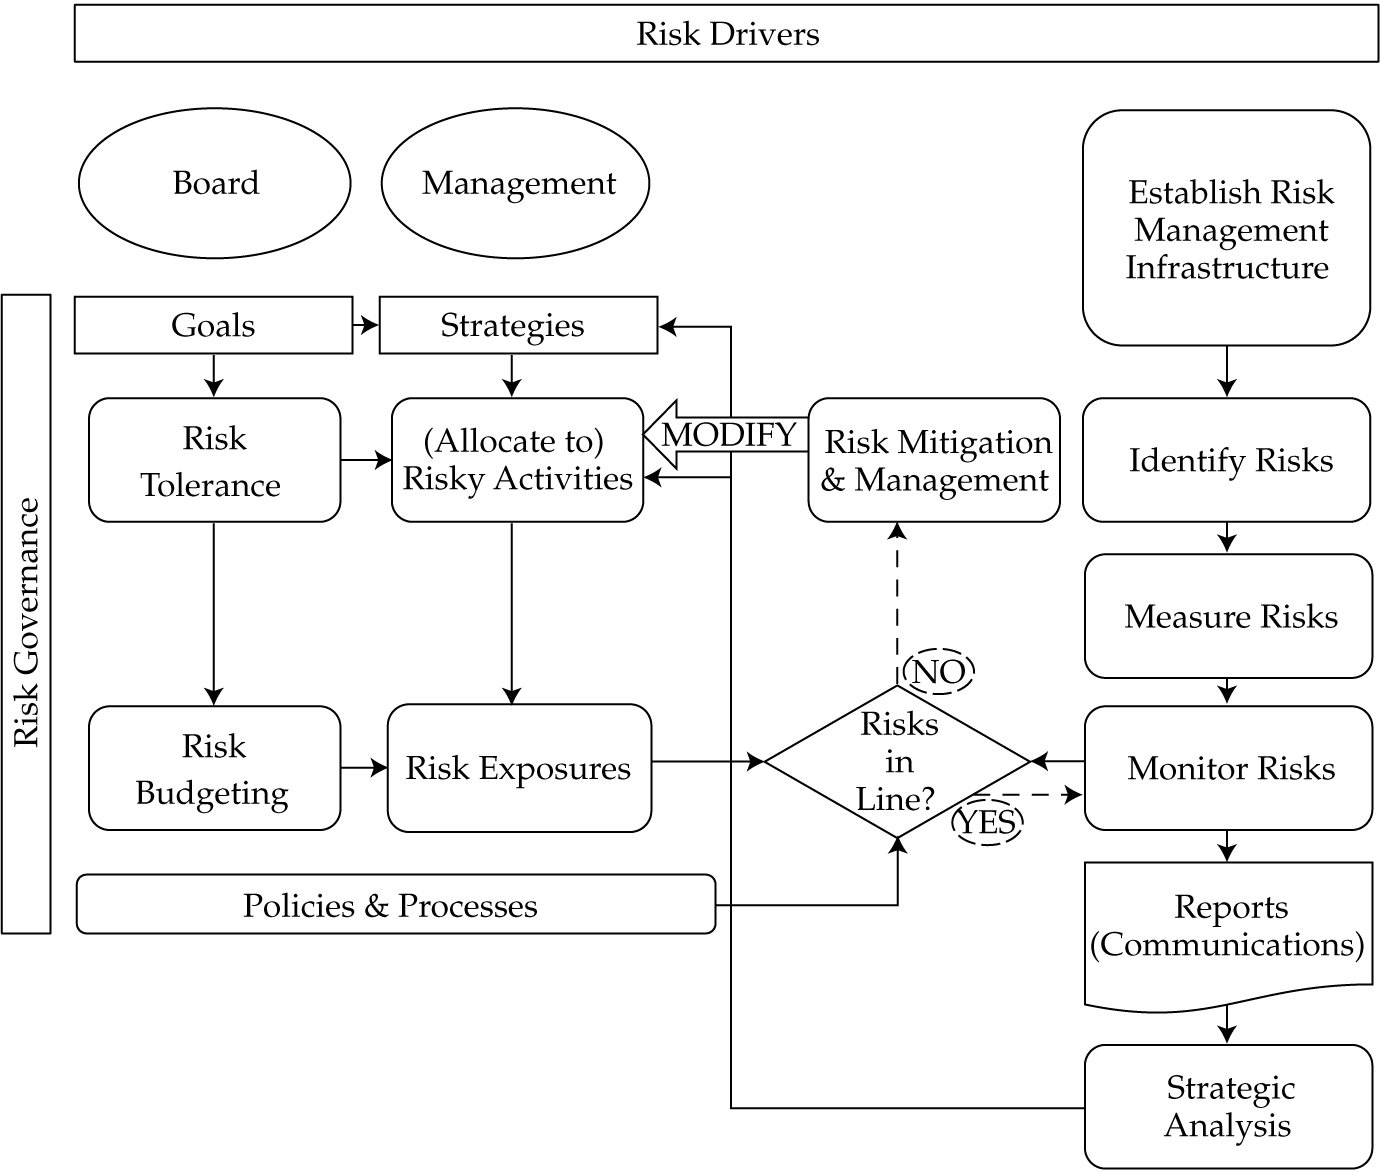 Risk Drivers
Board
Management
Establish Risk
Management
Infrastructure
Risk Governance
Goals
Strategies
Risk
Tolerance
(Allocate to)
Risky Activities
MODIFY
Risk Mitigation
& Management
Identify Risks
Measure Risks
NO
Risk
Budgeting
Risk Exposures
Risks
in
Line?
YES
Monitor Risks
Policies & Processes
Reports
(Communications)
Strategic
Analysis